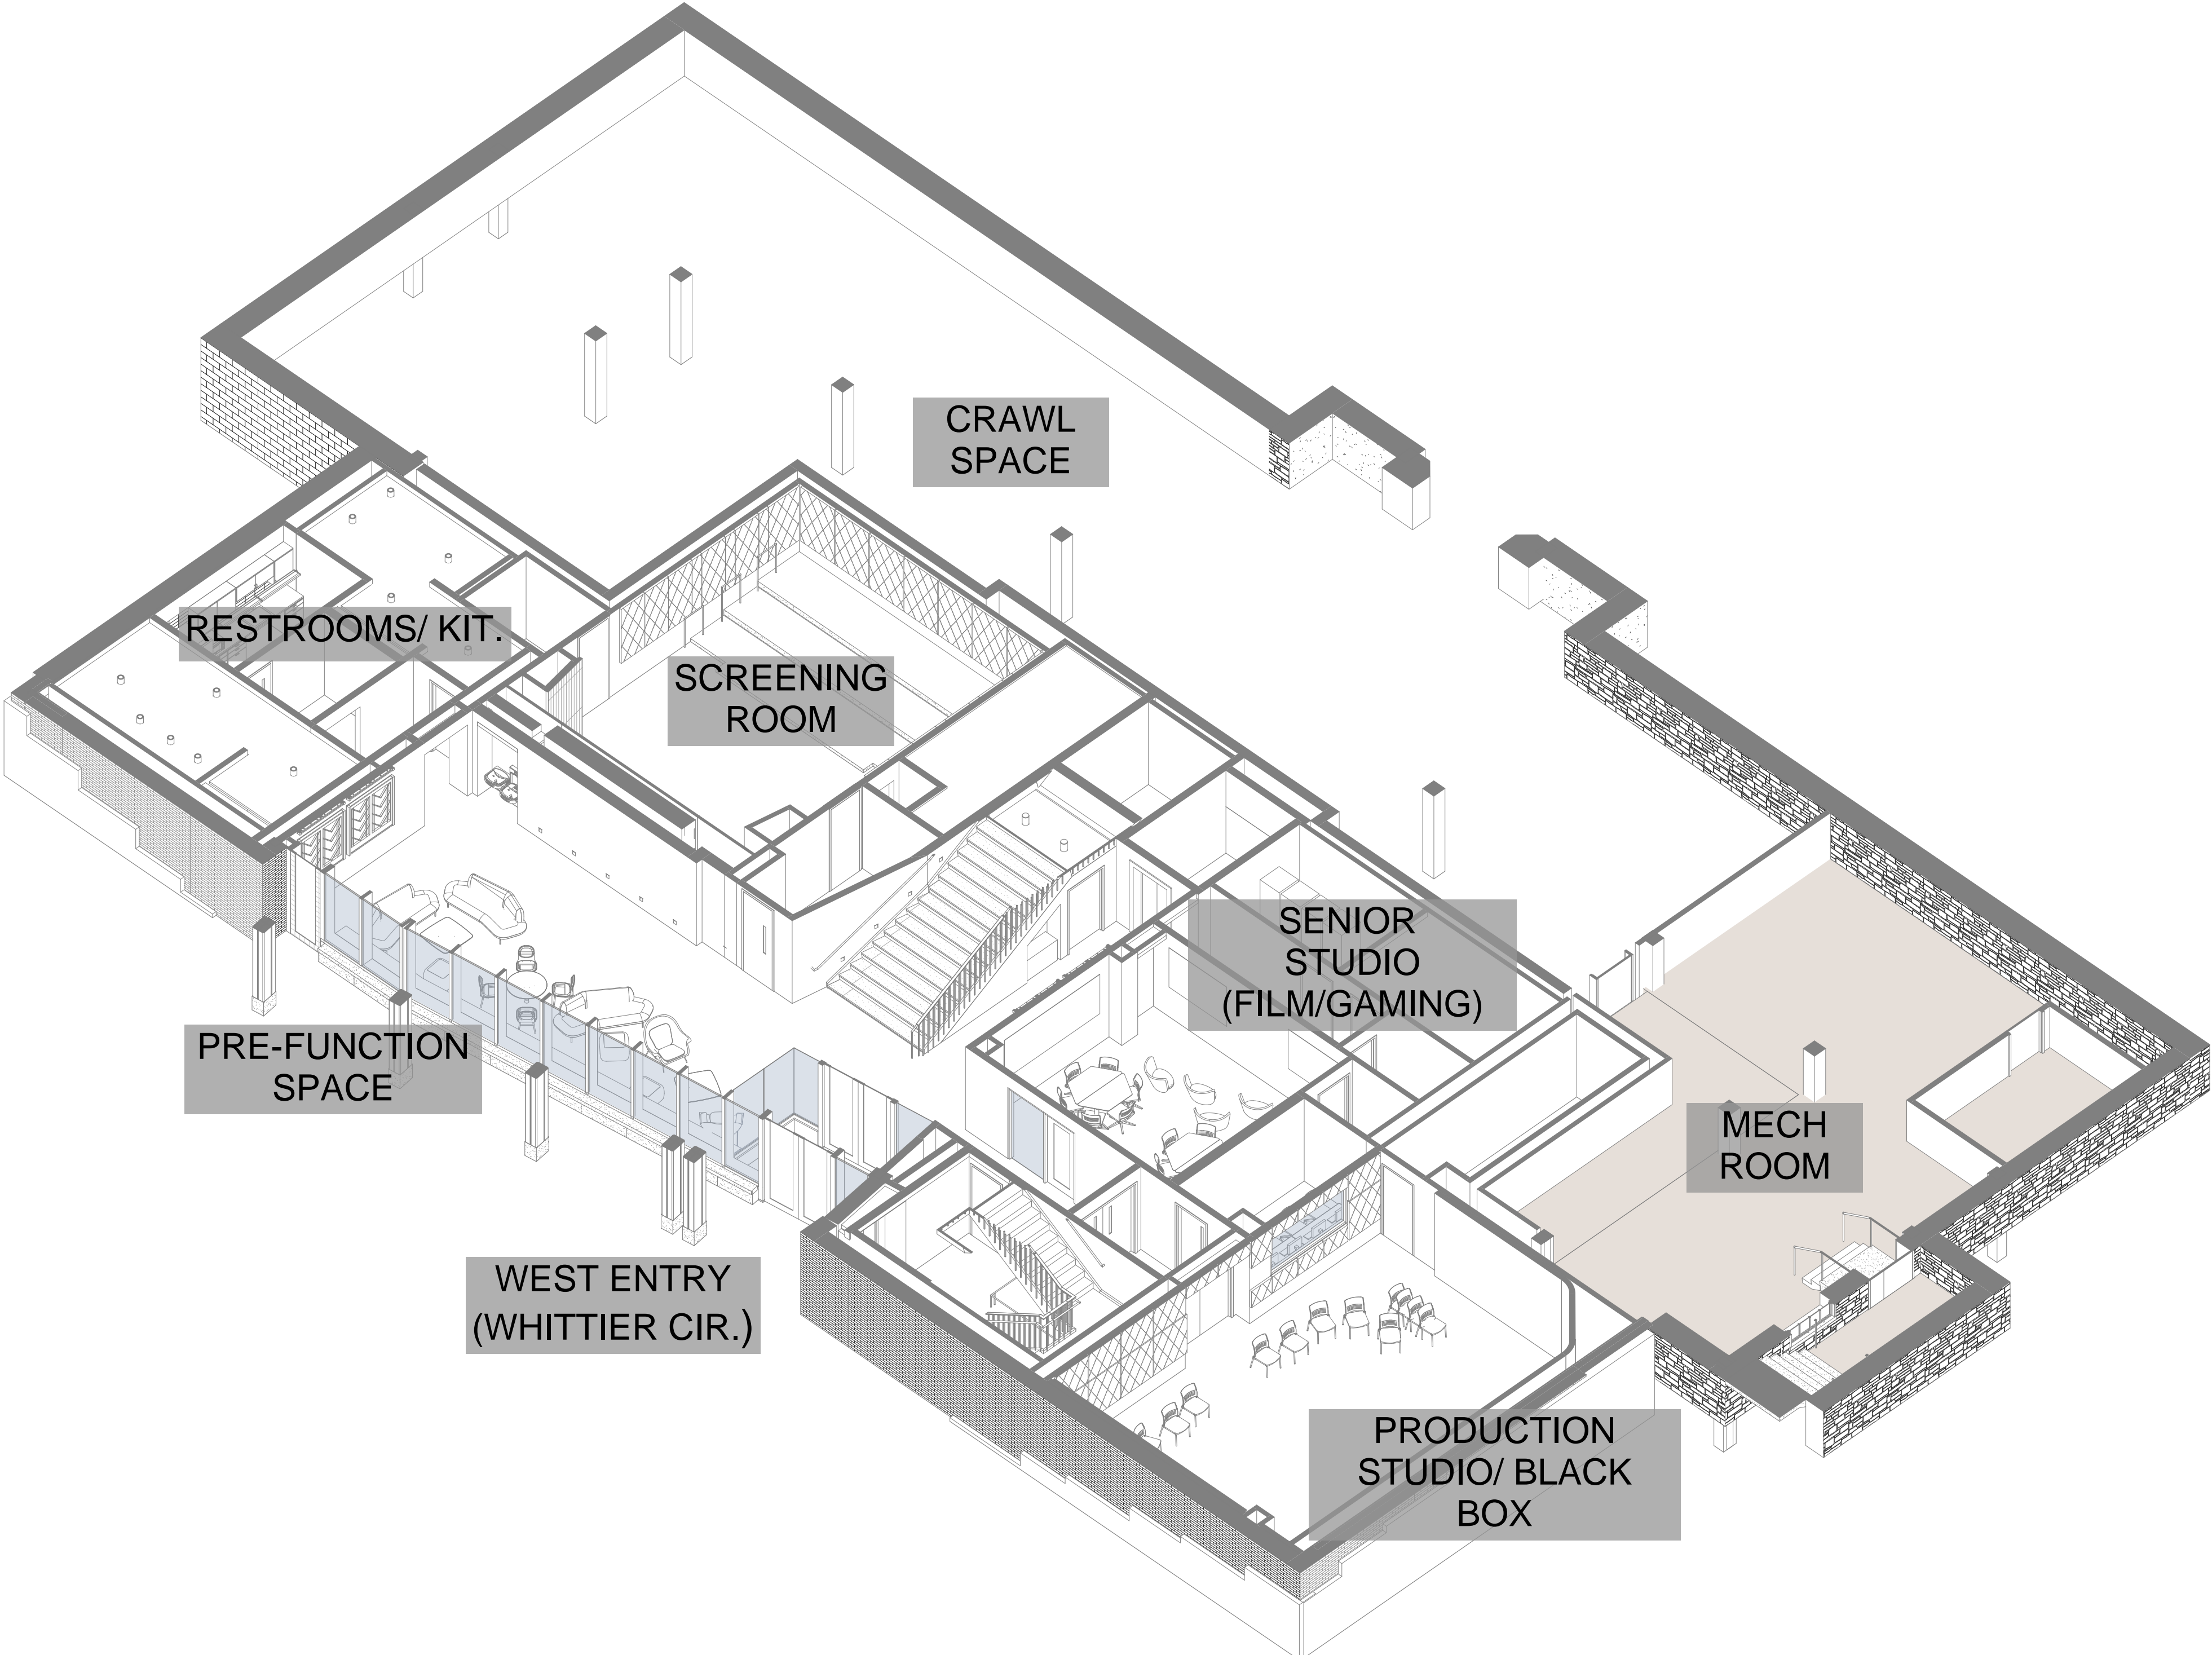 CRAWL
SPACE
RESTROOMS/ KIT.
SCREENING
ROOM
SENIOR
STUDIO
(FILM/GAMING)
PRE-FUNCTION
SPACE
MECH
ROOM
WEST ENTRY
(WHITTIER CIR.)
PRODUCTION
STUDIO/ BLACK
BOX